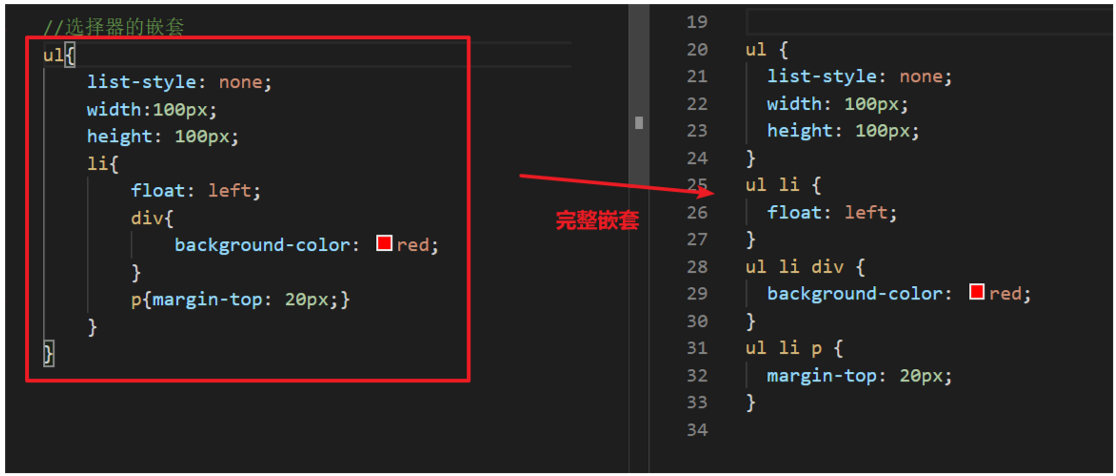 //选择器的嵌套
ul{
list-style: none;
width:100px;
height: 100px;
li{
float: left;
div{
background-color: red;
}
p{margin-top: 20px;}
}
}
完整嵌套
19
20 ul {
21 list-style: none;
22 width: 100px;
23 height: 100px;
24 }
25 ul li {
26 float: left;
27 }
28 ul li div {
29 background-color: red;
30 }
31 ul li p {
32 margin-top: 20px;
33 }
34